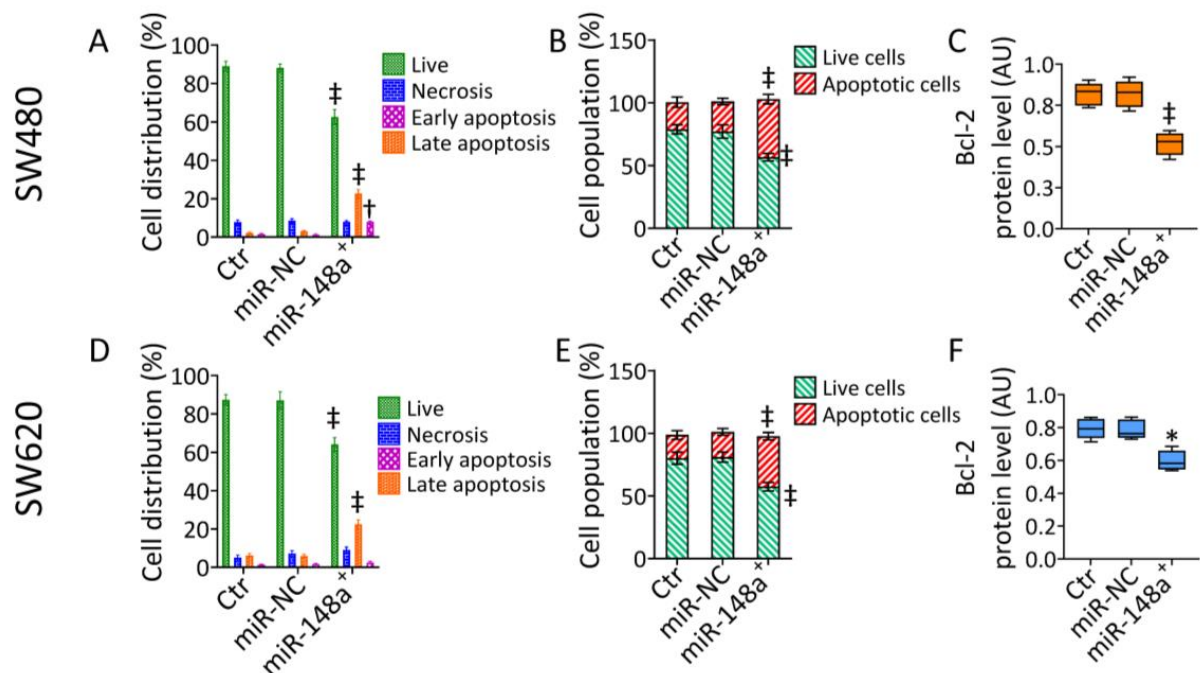 SW480
A
Cell distribution (%)
100
80
60
40
20
0
‡
‡
†
Ctr
miR-NC
miR-148a⁺
Live
Necrosis
Early apoptosis
Late apoptosis
B
Cell population (%)
150
100
50
0
‡
‡
Ctr
miR-NC
miR-148a⁺
Live cells
Apoptotic cells
C
Bcl-2
protein level (AU)
1.0
0.8
0.5
0.3
0.0
‡
Ctr
miR-NC
miR-148a⁺
SW620
D
Cell distribution (%)
100
80
60
40
20
0
‡
‡
Ctr
miR-NC
miR-148a⁺
Live
Necrosis
Early apoptosis
Late apoptosis
E
Cell population (%)
150
100
50
0
‡
‡
Ctr
miR-NC
miR-148a⁺
Live cells
Apoptotic cells
F
Bcl-2
protein level (AU)
1.0
0.8
0.6
0.4
0.2
0.0
*
Ctr
miR-NC
miR-148a⁺